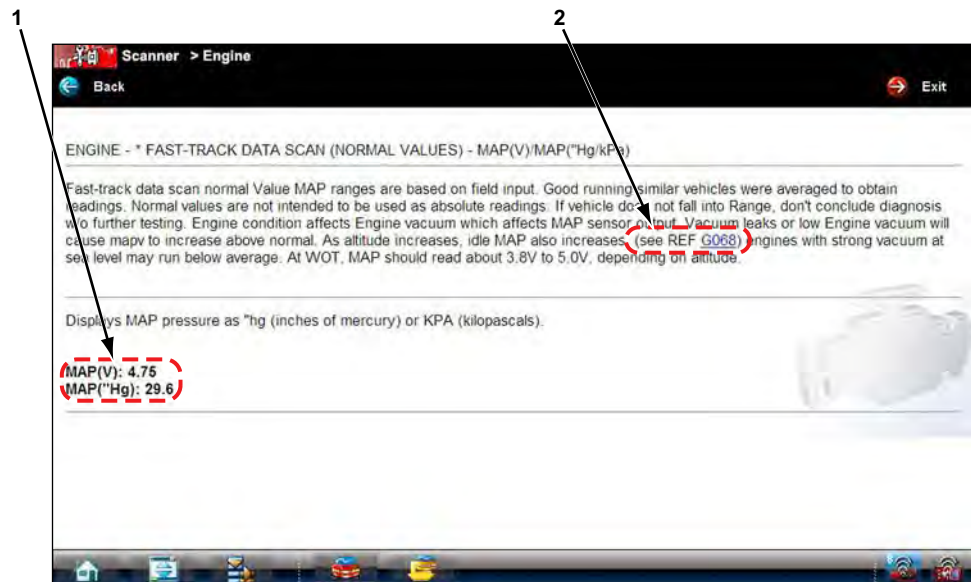 1
2
Scanner > Engine
Back
Exit
ENGINE - * FAST-TRACK DATA SCAN (NORMAL VALUES) - MAP(V)/MAP("Hg/kPa)
Fast-track data scan normal Value MAP ranges are based on field input. Good running similar vehicles were averaged to obtain
readings. Normal values are not intended to be used as absolute readings. If vehicle does not fall into Range, don't conclude diagnosis
w/o further testing. Engine condition affects Engine vacuum which affects MAP sensor output. Vacuum leaks or low Engine vacuum will
cause mapv to increase above normal. As altitude increases, idle MAP also increases, (see REF G068) engines with strong vacuum at
sea level may run below average. At WOT, MAP should read about 3.8V to 5.0V, depending on altitude.
Displays MAP pressure as "hg (inches of mercury) or KPA (kilopascals).
MAP(V): 4.75
MAP("Hg): 29.6